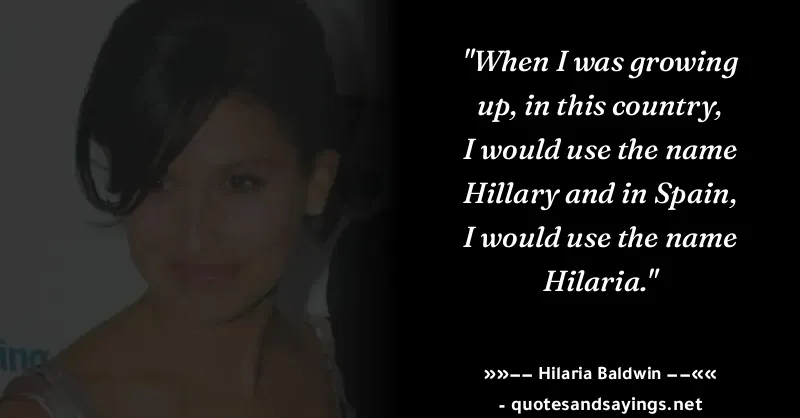 "When I was growing
up, in this country,
I would use the name
Hillary and in Spain,
I would use the name
Hilaria."
»»–– Hilaria Baldwin ––««
- quotesandsayings.net
ing